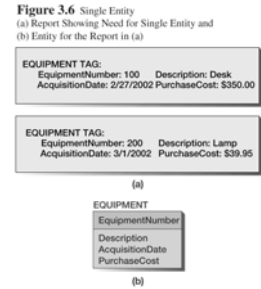 Figure 3.6 Single Entity
(a) Report Showing Need for Single Entity and
(b) Entity for the Report in (a)
EQUIPMENT TAG:
EquipmentNumber: 100 Description: Desk
AcquisitionDate: 2/27/2002 PurchaseCost: $350.00
EQUIPMENT TAG:
EquipmentNumber: 200 Description: Lamp
AcquisitionDate: 3/1/2002 PurchaseCost: $39.95
(a)
EQUIPMENT
EquipmentNumber
Description
AcquisitionDate
PurchaseCost
(b)